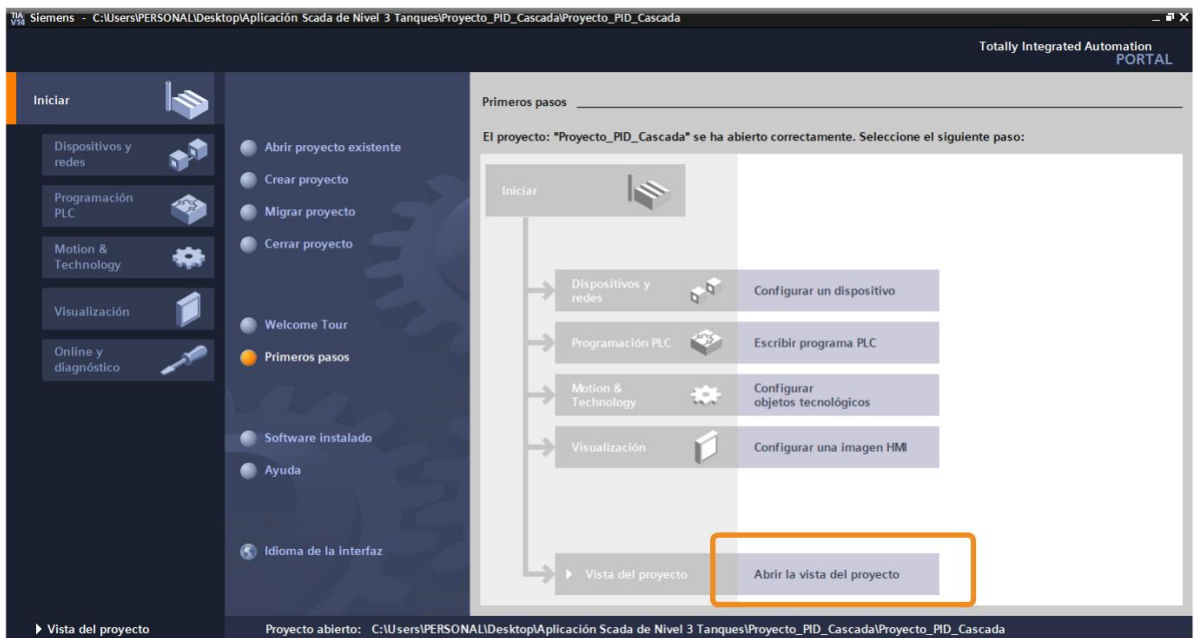 TIA V14 Siemens - C:\Users\PERSONAL\Desktop\Aplicación Scada de Nivel 3 Tanques\Proyecto_PID_Cascada\Proyecto_PID_Cascada
Totally Integrated Automation
PORTAL
Iniciar
Dispositivos y
redes
Programación
PLC
Motion &
Technology
Visualización
Online y
diagnóstico
Abrir proyecto existente
Crear proyecto
Migrar proyecto
Cerrar proyecto
Welcome Tour
Primeros pasos
Software instalado
Ayuda
Idioma de la interfaz
Primeros pasos
El proyecto: "Proyecto_PID_Cascada" se ha abierto correctamente. Seleccione el siguiente paso:
Iniciar
Dispositivos y
redes
Configurar un dispositivo
Programación PLC
Escribir programa PLC
Motion &
Technology
Configurar
objetos tecnológicos
Visualización
Configurar una imagen HMI
Vista del proyecto
Abrir la vista del proyecto
Vista del proyecto
Proyecto abierto: C:\Users\PERSONAL\Desktop\Aplicación Scada de Nivel 3 Tanques\Proyecto_PID_Cascada\Proyecto_PID_Cascada